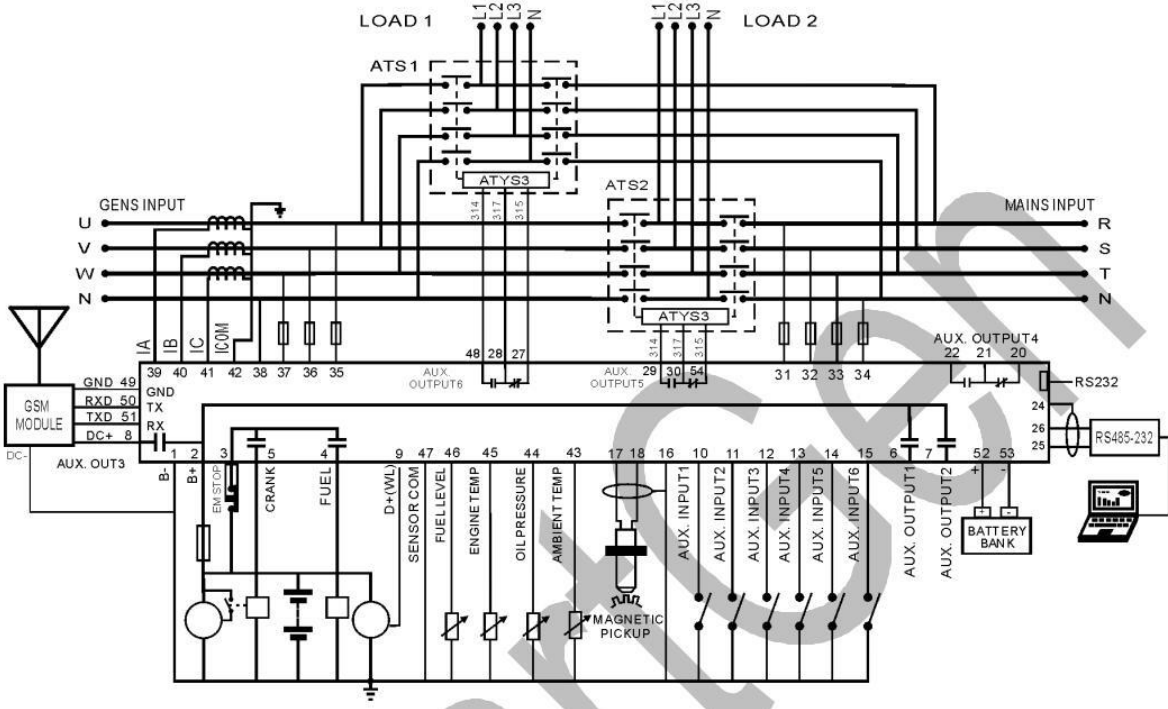 LOAD 1
L1 L2 L3 N
L1 L2 L3 N
LOAD 2
ATS1
ATYS3
314 317 315
ATS2
ATYS3
314 317 315
GENS INPUT
U
V
W
N
MAINS INPUT
R
S
T
N
IA IB IC ICOM
39 40 41 42 38 37 36 35
48 28 27
AUX. OUTPUT6
AUX. OUTPUT5
29 30 54
31 32 33 34
AUX. OUTPUT4
22 21 20
RS232
24
26
25
RS485-232
GSM MODULE
GND 49 GND
RXD 50 TX
TXD 51 RX
DC+ 8
DC-
AUX. OUT3
1 2 3 5 4 9 47 46 45 44 43 17 18 16 10 11 12 13 14 15 6 7 52 53
B-
B+
EM STOP
CRANK
FUEL
D+(WL)
SENSOR COM
FUEL LEVEL
ENGINE TEMP
OIL PRESSURE
AMBIENT TEMP
MAGNETIC PICKUP
AUX. INPUT1
AUX. INPUT2
AUX. INPUT3
AUX. INPUT4
AUX. INPUT5
AUX. INPUT6
AUX. OUTPUT1
AUX. OUTPUT2
+ -
BATTERY BANK